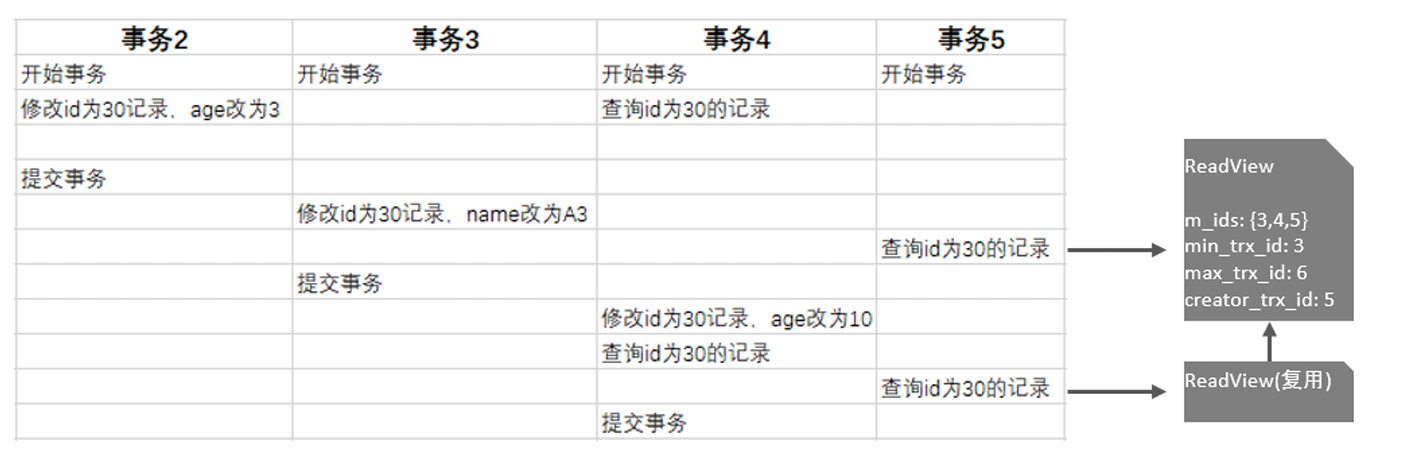 事务2 事务3 事务4 事务5
开始事务 开始事务 开始事务 开始事务
修改id为30记录，age改为3 查询id为30的记录
提交事务
修改id为30记录，name改为A3
查询id为30的记录
提交事务
修改id为30记录，age改为10
查询id为30的记录
查询id为30的记录
提交事务
ReadView
m_ids: {3,4,5}
min_trx_id: 3
max_trx_id: 6
creator_trx_id: 5
ReadView(复用)